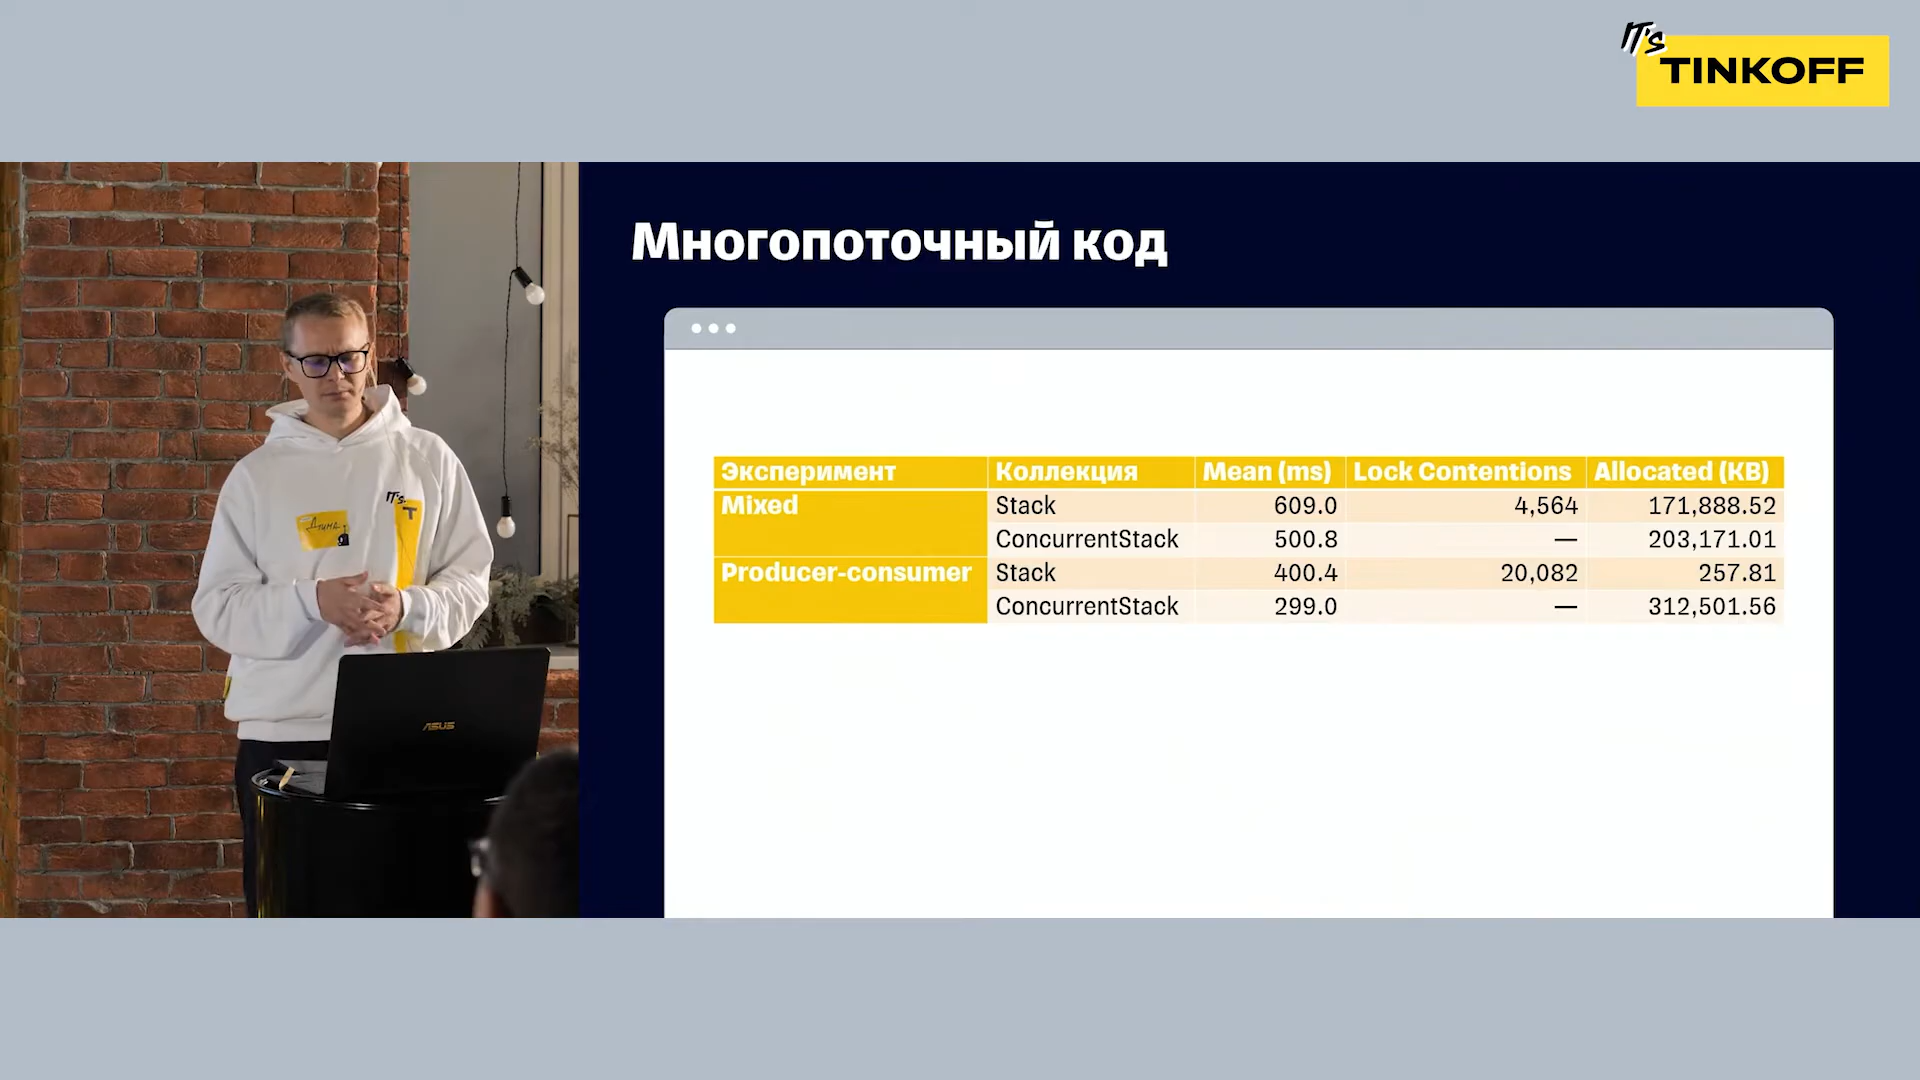 IT's
TINKOFF
Многопоточный код
Эксперимент Коллекция Mean (ms) Lock Contentions Allocated (KB)
Mixed Stack 609.0 4,564 171,888.52
ConcurrentStack 500.8 — 203,171.01
Producer-consumer Stack 400.4 20,082 257.81
ConcurrentStack 299.0 — 312,501.56
IT's
T
ASUS